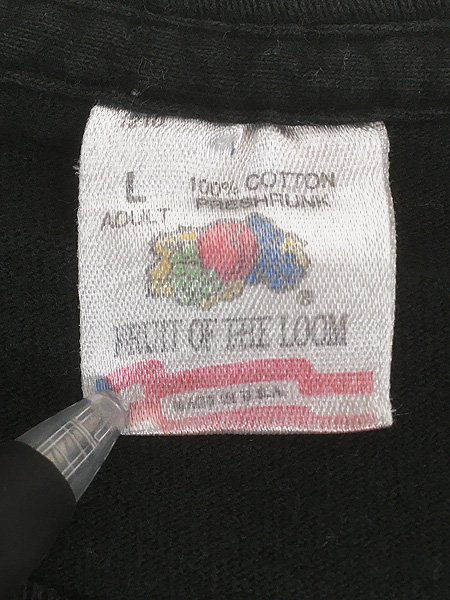 L
ADULT
100% COTTON
PRESHRUNK
®
FRUIT OF THE LOOM
MADE IN U.S.A.